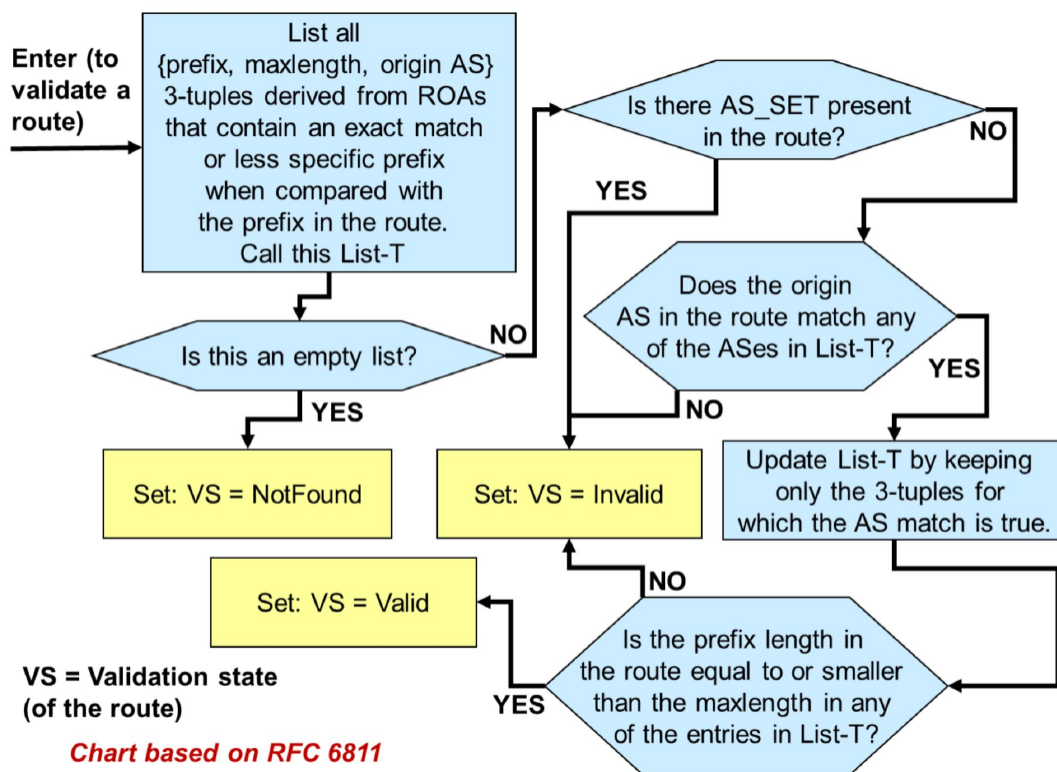 Enter (to
validate a
route)
List all
{prefix, maxlength, origin AS}
3-tuples derived from ROAs
that contain an exact match
or less specific prefix
when compared with
the prefix in the route.
Call this List-T
Is this an empty list?
NO
YES
Set: VS = NotFound
Is there AS_SET present
in the route?
NO
YES
Does the origin
AS in the route match any
of the ASes in List-T?
YES
NO
Set: VS = Invalid
Update List-T by keeping
only the 3-tuples for
which the AS match is true.
Is the prefix length in
the route equal to or smaller
than the maxlength in any
of the entries in List-T?
NO
YES
Set: VS = Valid
VS = Validation state
(of the route)
Chart based on RFC 6811